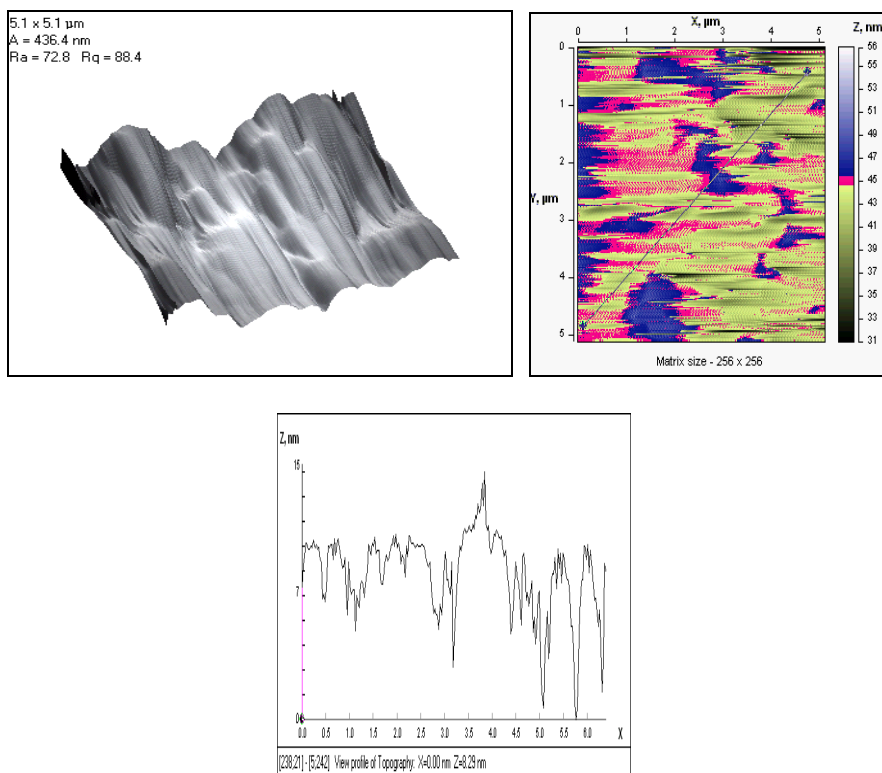 5.1 x 5.1 µm
A = 436.4 nm
Ra = 72.8 Rq = 88.4
X, µm
0 1 2 3 4 5
Y, µm
0
1
2
3
4
5
Z, nm
56
55
53
51
49
47
46
45
43
41
39
37
35
33
31
Matrix size - 256 x 256
Z, nm
15
7
0
0.0 0.5 1.0 1.5 2.0 2.5 3.0 3.5 4.0 4.5 5.0 5.5 6.0 X
[238;21] - [5;242] View profile of Topography: X=0.00 nm Z=8.29 nm